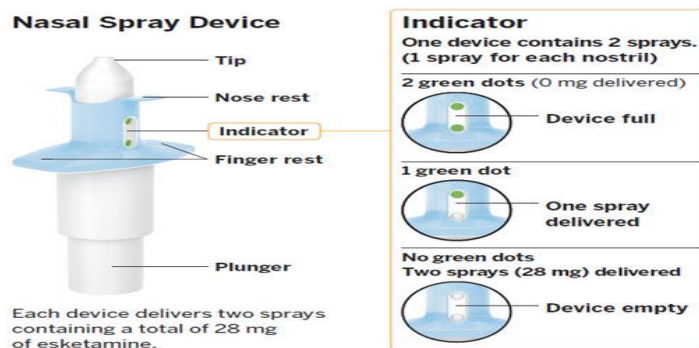 Nasal Spray Device
Tip
Nose rest
Indicator
Finger rest
Plunger
Each device delivers two sprays
containing a total of 28 mg
of esketamine.
Indicator
One device contains 2 sprays.
(1 spray for each nostril)
2 green dots (0 mg delivered)
Device full
1 green dot
One spray
delivered
No green dots
Two sprays (28 mg) delivered
Device empty